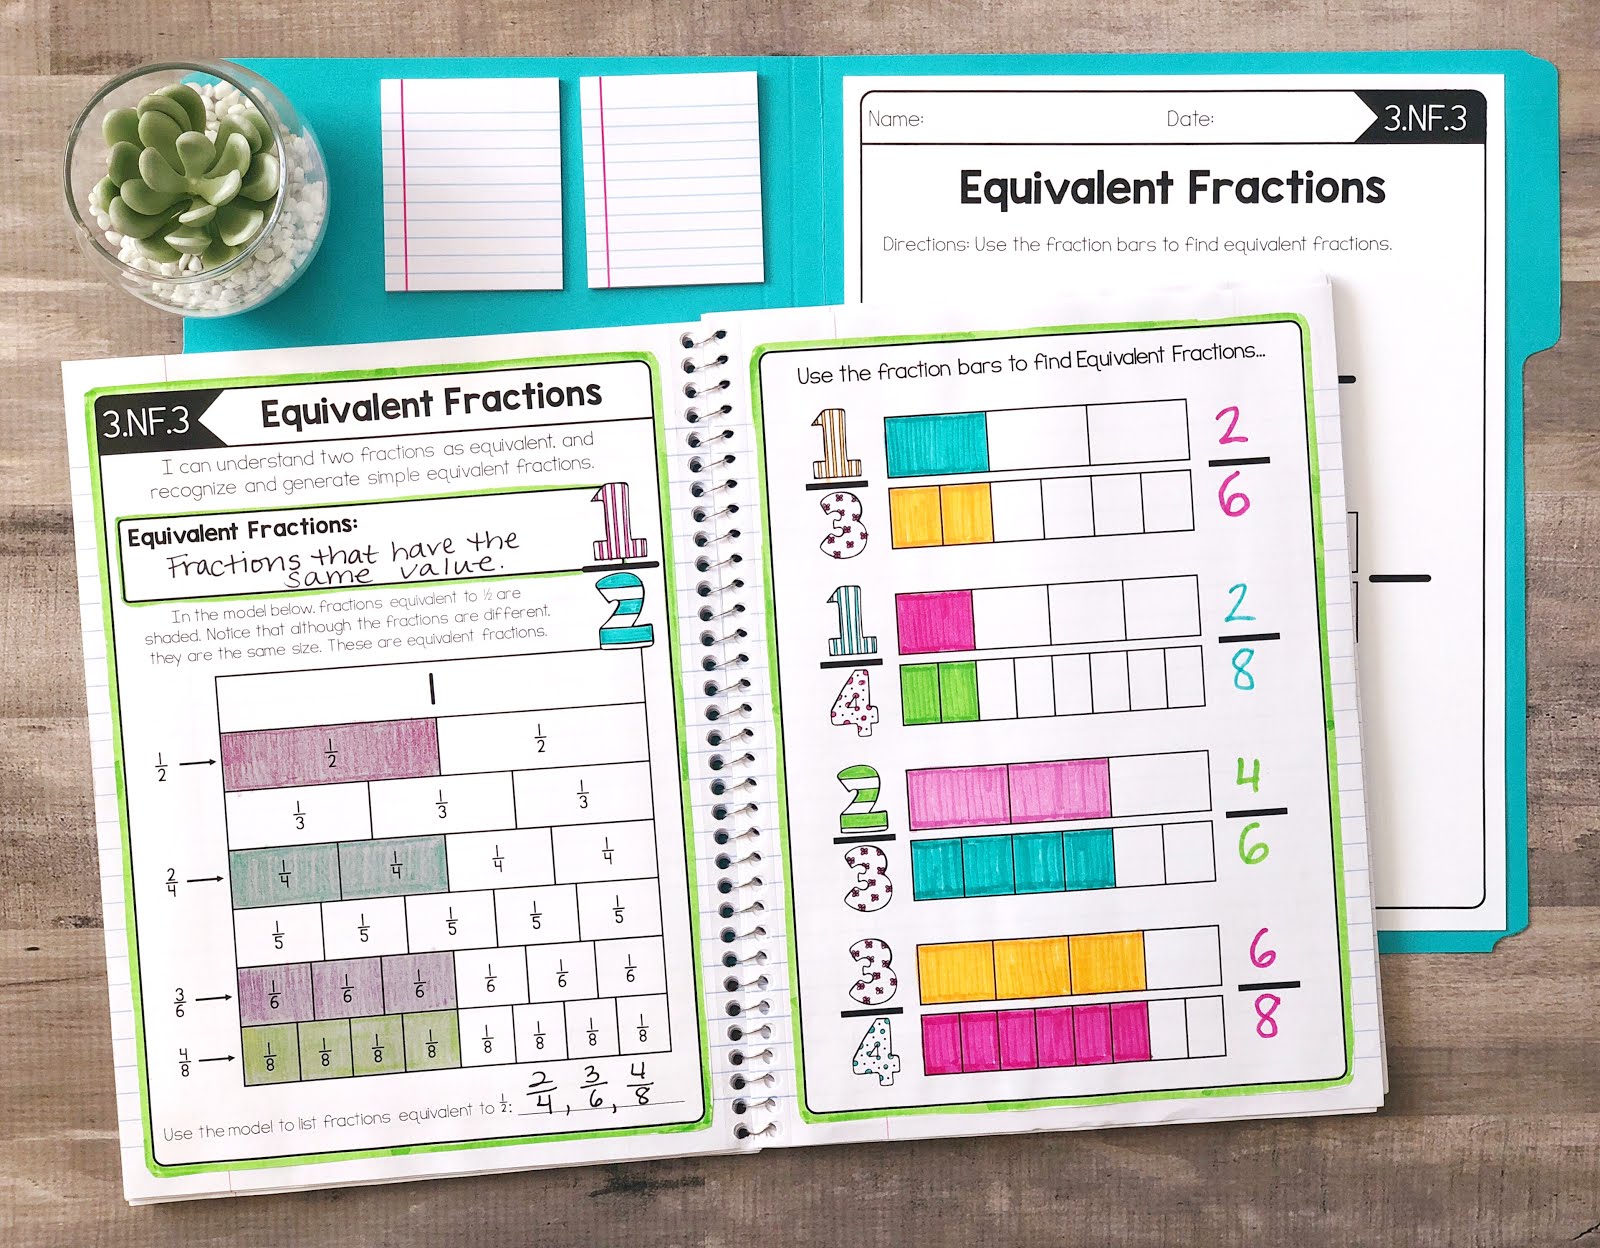 Name:
Date:
3.NF.3
Equivalent Fractions
Directions: Use the fraction bars to find equivalent fractions.
3.NF.3
Equivalent Fractions
I can understand two fractions as equivalent, and
recognize and generate simple equivalent fractions.
Equivalent Fractions:
Fractions that have the
same value.
1/2
In the model below, fractions equivalent to ½ are
shaded. Notice that although the fractions are different,
they are the same size. These are equivalent fractions.
1
1/2 1/2 1/2
1/3 1/3 1/3
2/4 1/4 1/4 1/4 1/4
1/5 1/5 1/5 1/5 1/5
3/6 1/6 1/6 1/6 1/6 1/6 1/6
4/8 1/8 1/8 1/8 1/8 1/8 1/8 1/8 1/8
Use the model to list fractions equivalent to ½: 2/4, 3/6, 4/8
Use the fraction bars to find Equivalent Fractions...
1/3 2/6
1/4 2/8
2/3 4/6
3/4 6/8